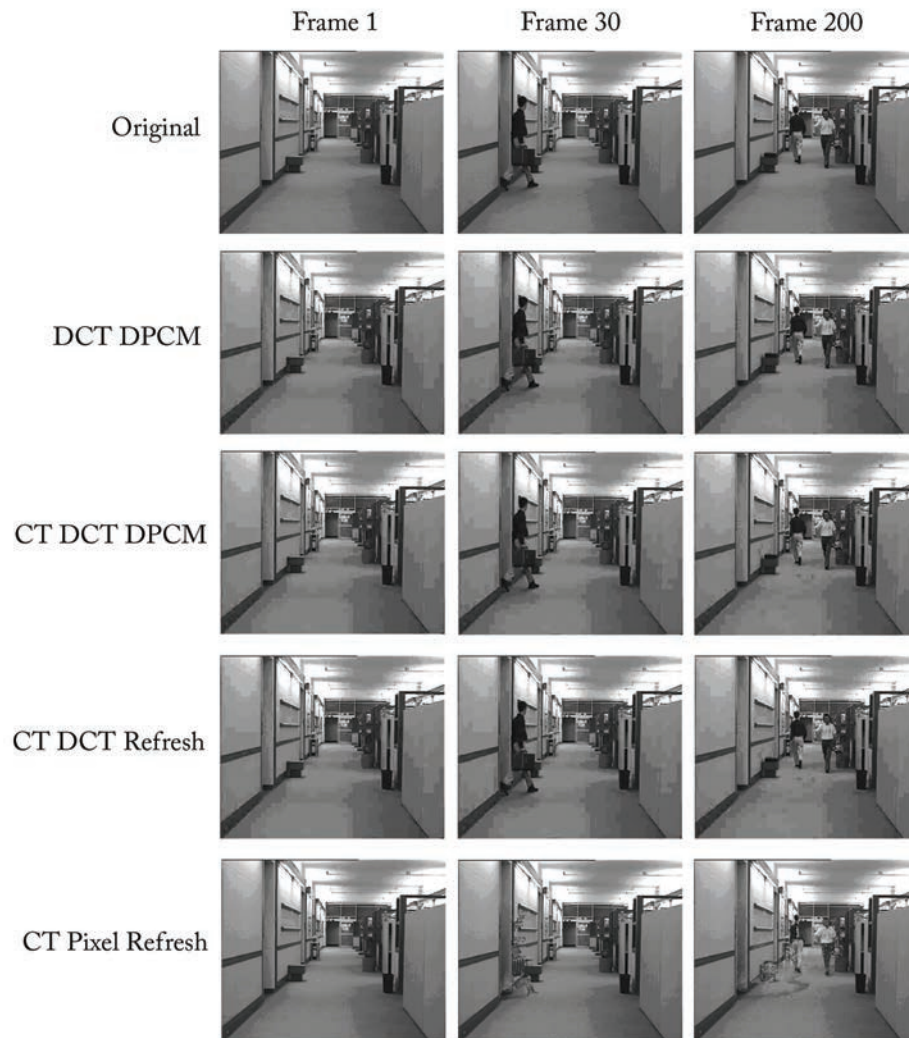 Frame 1 Frame 30 Frame 200
Original
DCT DPCM
CT DCT DPCM
CT DCT Refresh
CT Pixel Refresh